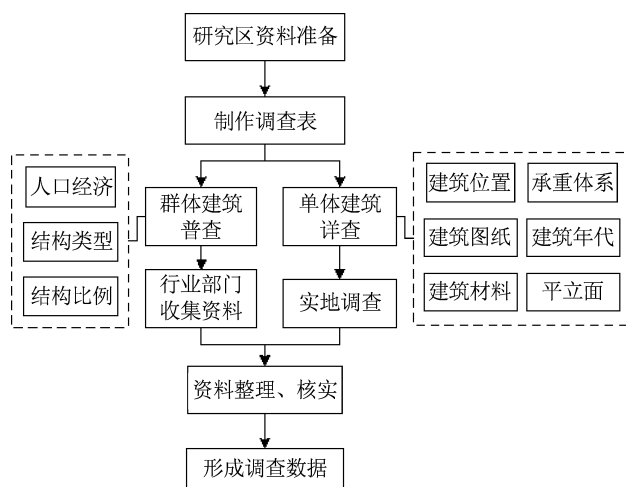 研究区资料准备
制作调查表
人口经济
结构类型
结构比例
群体建筑
普查
单体建筑
详查
建筑位置
承重体系
建筑图纸
建筑年代
建筑材料
平立面
行业部门
收集资料
实地调查
资料整理、核实
形成调查数据